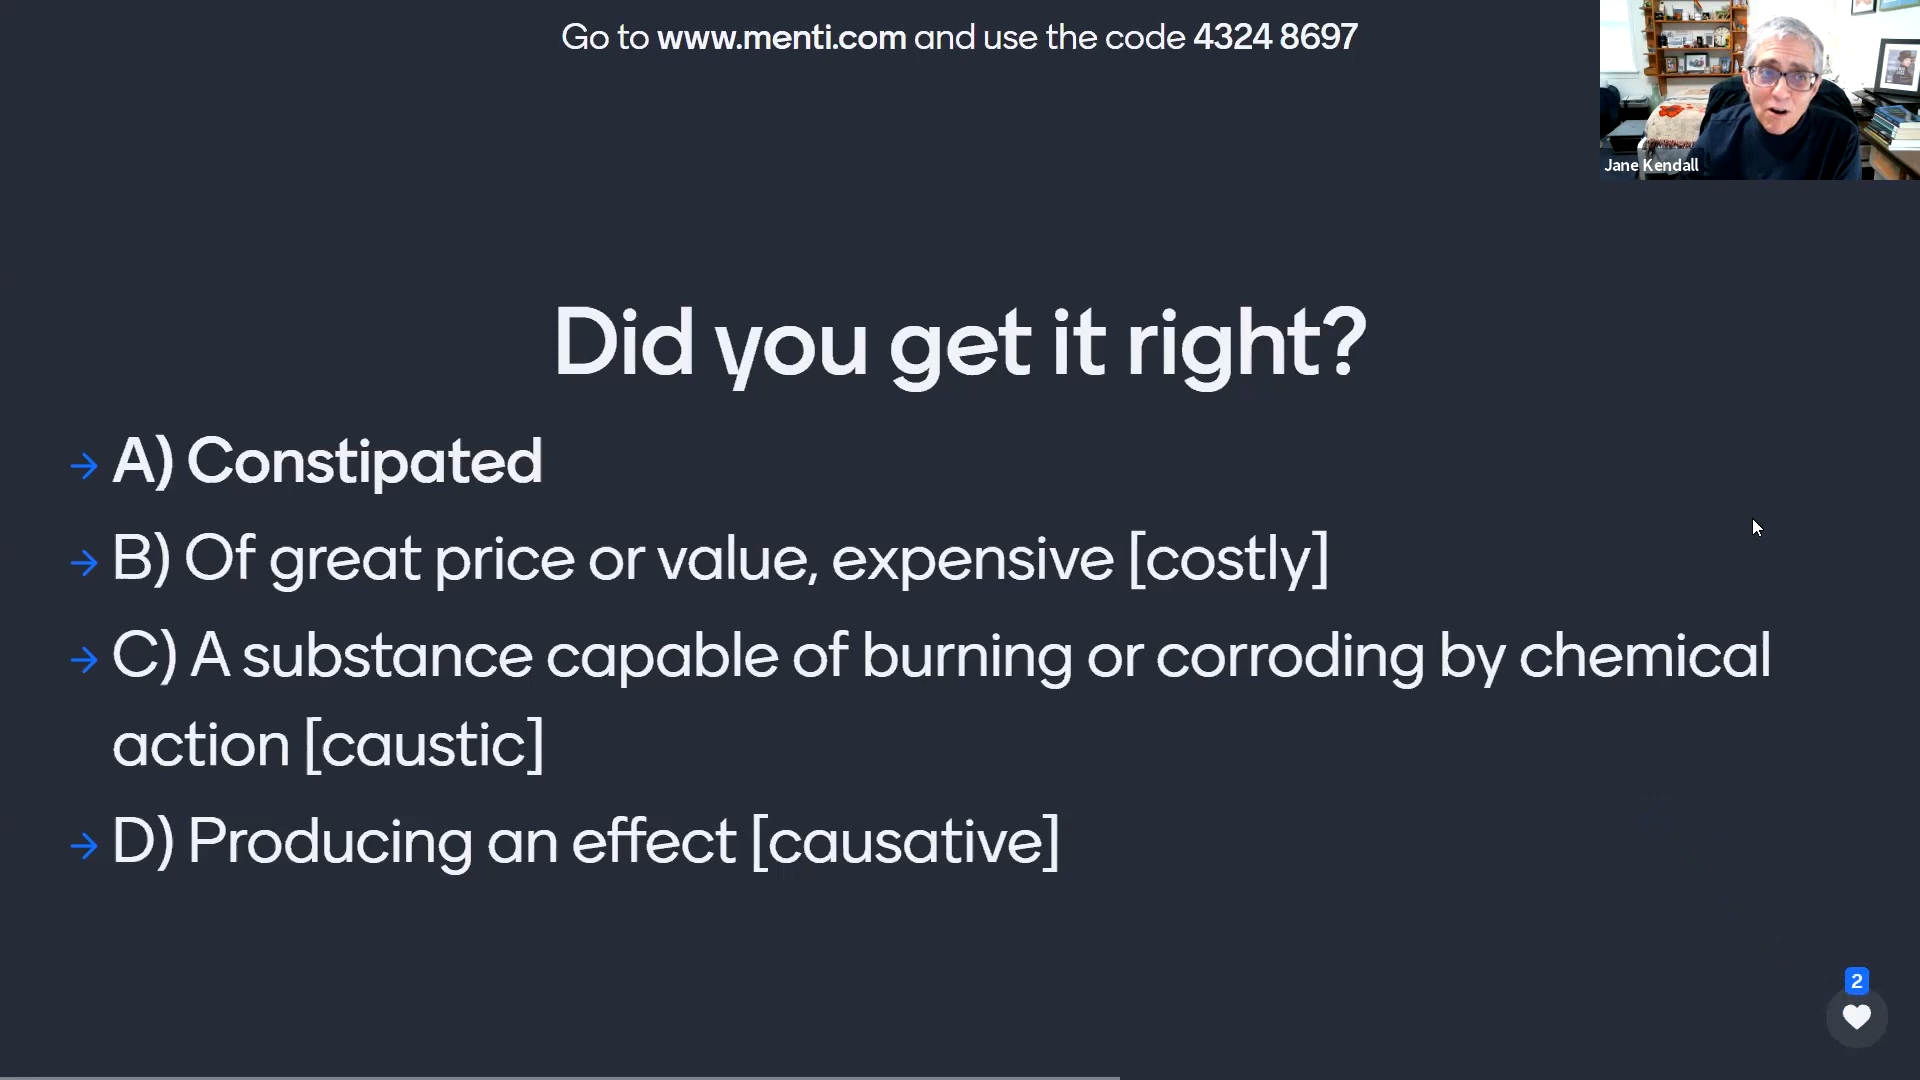 Go to www.menti.com and use the code 4324 8697
Jane Kendall
Did you get it right?
→ A) Constipated
→ B) Of great price or value, expensive [costly]
→ C) A substance capable of burning or corroding by chemical
action [caustic]
→ D) Producing an effect [causative]
2